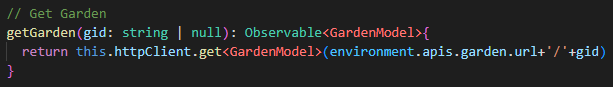 // Get Garden
getGarden(gid: string | null): Observable<GardenModel>{
return this.httpClient.get<GardenModel>(environment.apis.garden.url+'/'+gid)
}